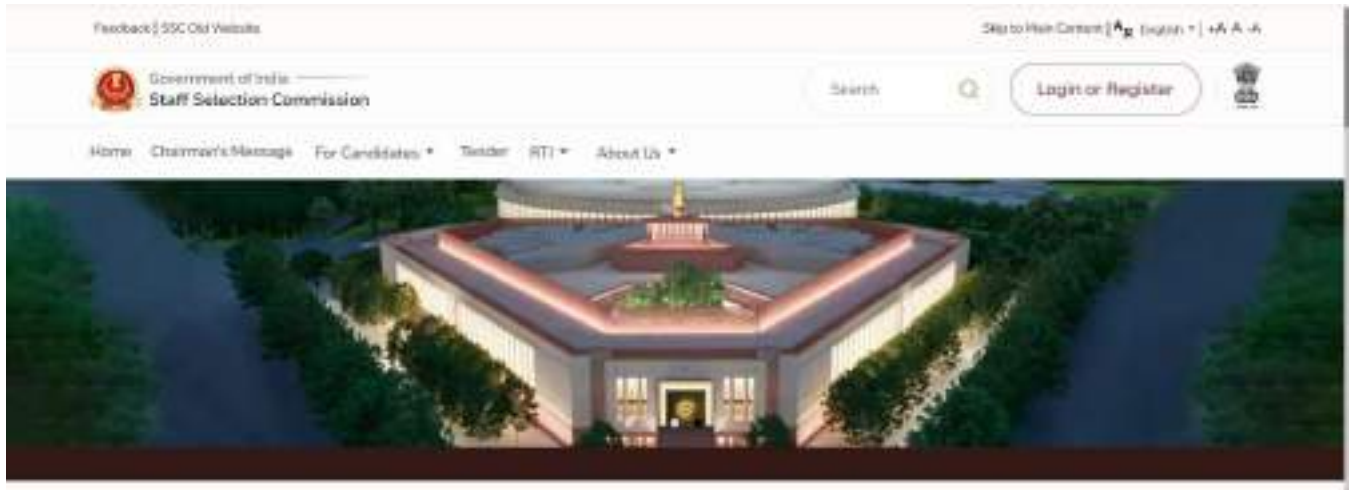 Feedback | SSC Old Website
Skip to Main Content | English | +A A -A
Government of India
Staff Selection Commission
Search
Login or Register
Home Chairman's Message For Candidates Tender RTI About Us